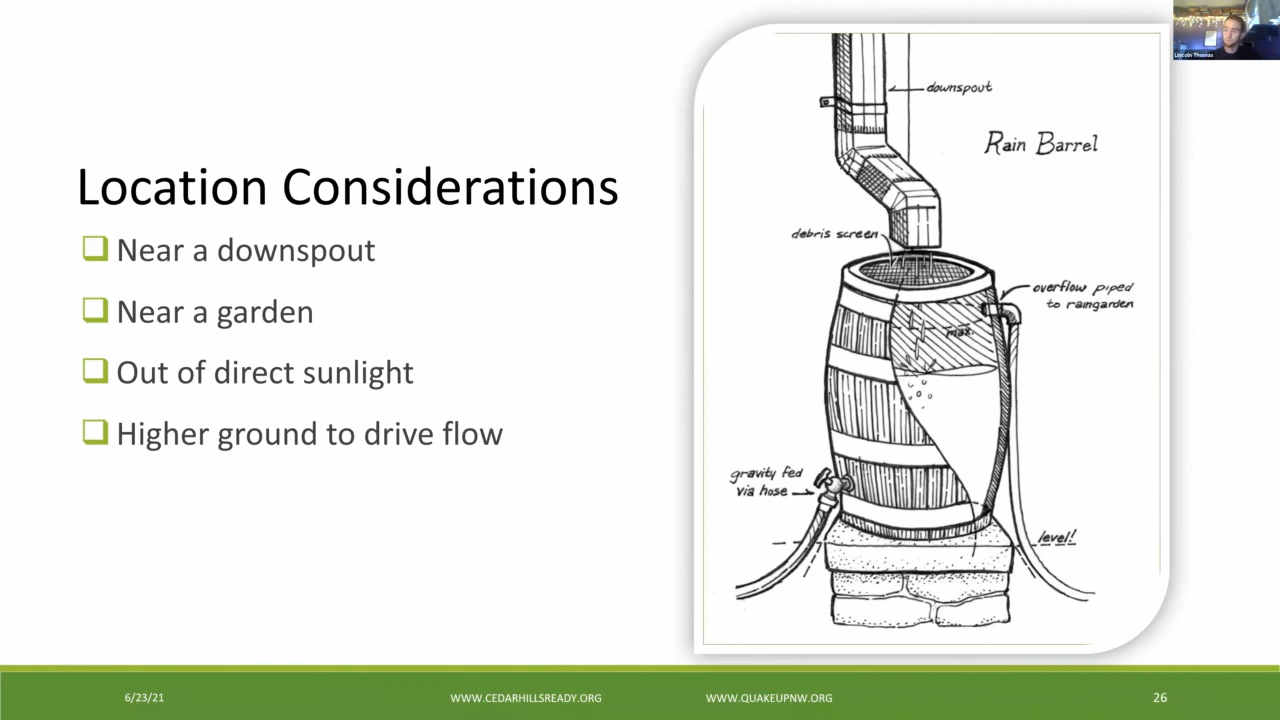 Location Considerations
Near a downspout
Near a garden
Out of direct sunlight
Higher ground to drive flow
downspout
Rain Barrel
debris screen
overflow piped
to raingarden
max.
gravity fed
via hose
level!
Lincoln Thomas
6/23/21
WWW.CEDARHILLSREADY.ORG
WWW.QUAKEUPNW.ORG
26